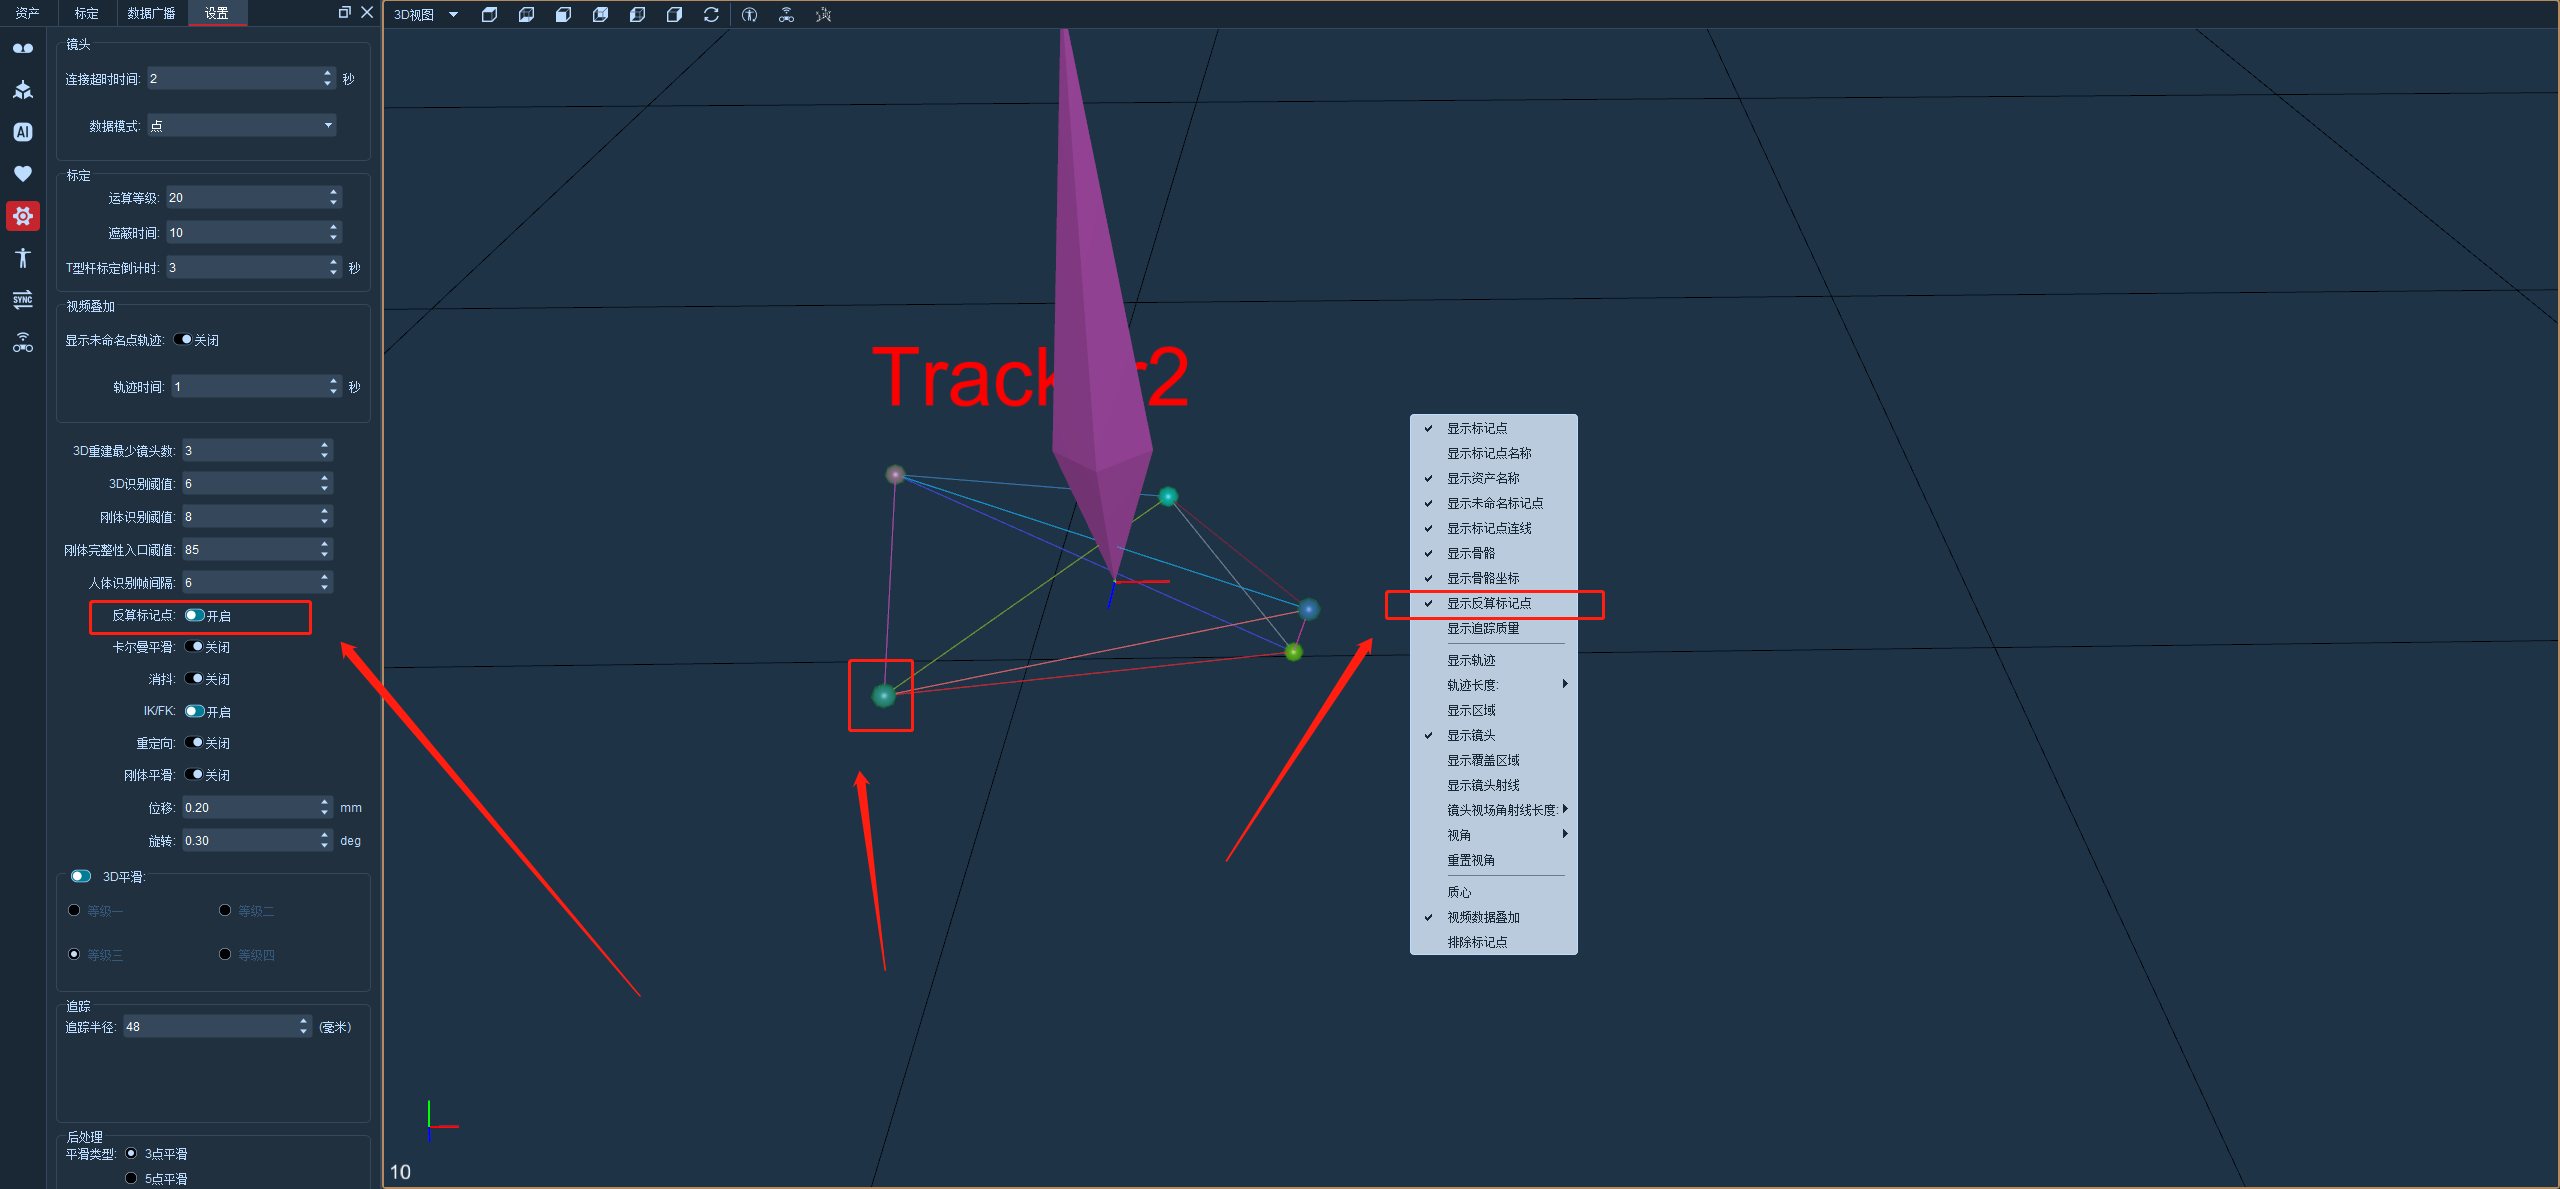 资产
标定
数据广播
设置
镜头
连接超时时间: 2 秒
数据模式: 点
标定
运算等级: 20
遮蔽时间: 10
T型杆标定倒计时: 3 秒
视频叠加
显示未命名点轨迹: 关闭
轨迹时间: 1 秒
3D重建最少镜头数: 3
3D识别阈值: 6
刚体识别阈值: 8
刚体完整性入口阈值: 85
人体识别帧间隔: 6
反算标记点: 开启
卡尔曼平滑: 关闭
消抖: 关闭
IK/FK: 开启
重定向: 关闭
刚体平滑: 关闭
位移: 0.20 mm
旋转: 0.30 deg
3D平滑:
等级一 等级二
等级三 等级四
追踪
追踪半径: 48 (毫米)
后处理
平滑类型: 3点平滑
5点平滑
AI
SYNC
3D视图
Track r2
显示标记点
显示标记点名称
显示资产名称
显示未命名标记点
显示标记点连线
显示骨骼
显示骨骼坐标
显示反算标记点
显示追踪质量
显示轨迹
轨迹长度:
显示区域
显示镜头
显示覆盖区域
显示镜头射线
镜头视场角射线长度:
视角
重置视角
质心
视频数据叠加
排除标记点
10